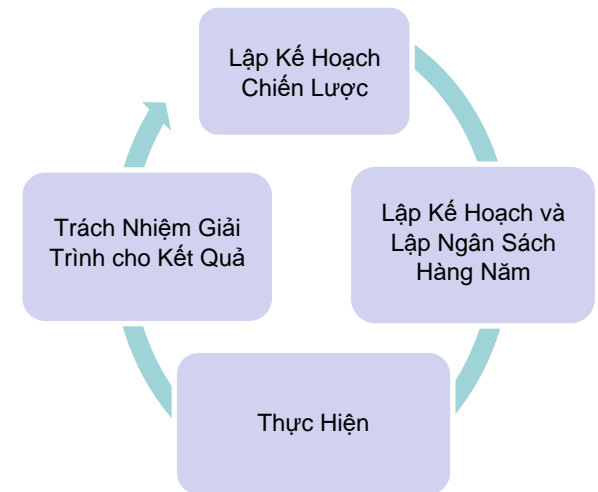 Lập Kế Hoạch
Chiến Lược
Lập Kế Hoạch và
Lập Ngân Sách
Hàng Năm
Thực Hiện
Trách Nhiệm Giải
Trình cho Kết Quả